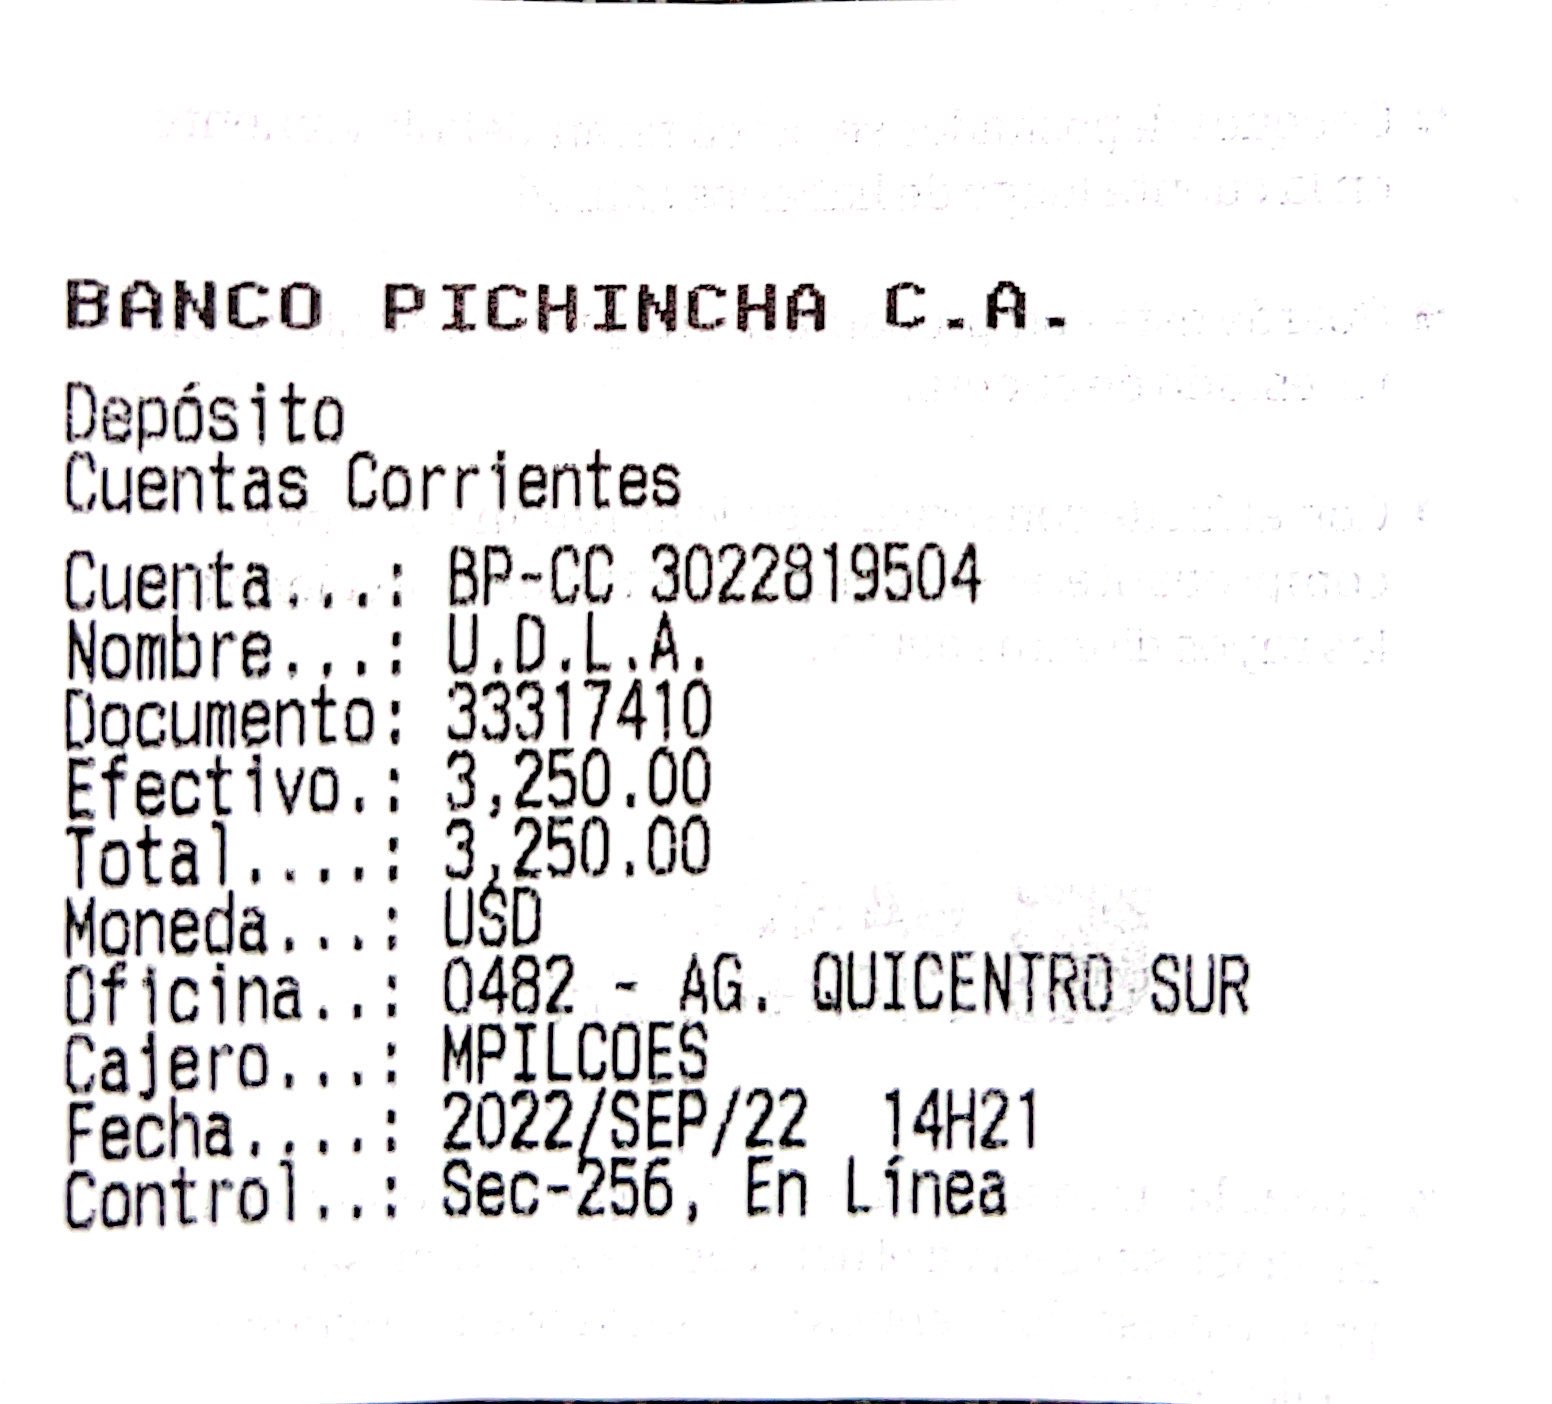 BANCO PICHINCHA C.A.
Depósito
Cuentas Corrientes
Cuenta...: BP-CC 3022819504
Nombre...: U.D.L.A.
Documento: 33317410
Efectivo.: 3,250.00
Total....: 3,250.00
Moneda...: USD
Oficina..: 0482 - AG. QUICENTRO SUR
Cajero...: MPILCOES
Fecha....: 2022/SEP/22  14H21
Control..: Sec-256, En Línea